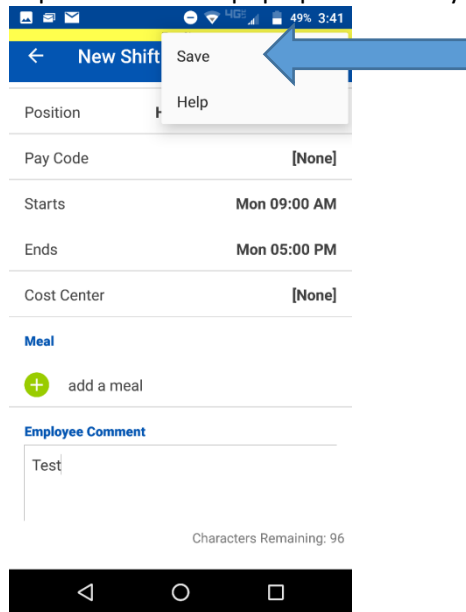 49% 3:41
New Shift
Save
Help
Position
Pay Code [None]
Starts Mon 09:00 AM
Ends Mon 05:00 PM
Cost Center [None]
Meal
add a meal
Employee Comment
Test
Characters Remaining: 96